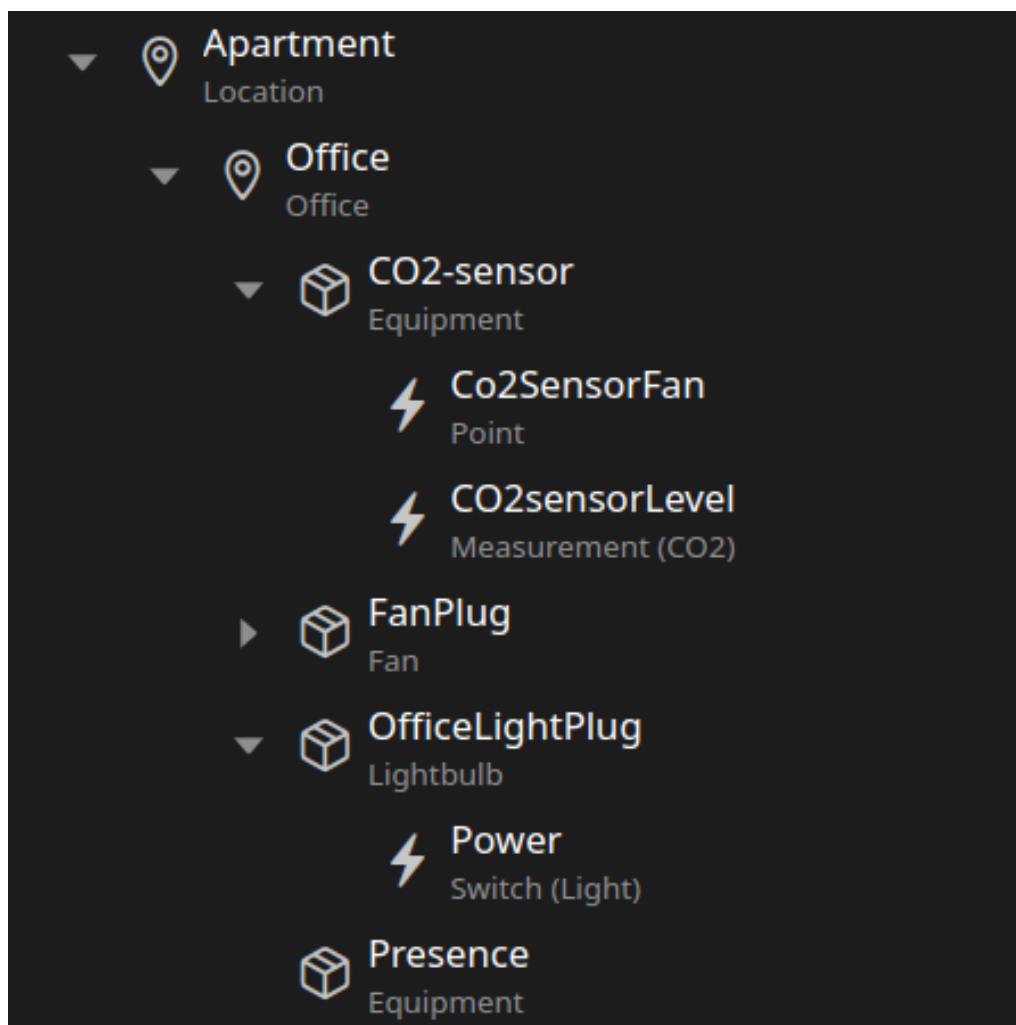 Apartment
Location
Office
Office
CO2-sensor
Equipment
Co2SensorFan
Point
CO2sensorLevel
Measurement (CO2)
FanPlug
Fan
OfficeLightPlug
Lightbulb
Power
Switch (Light)
Presence
Equipment